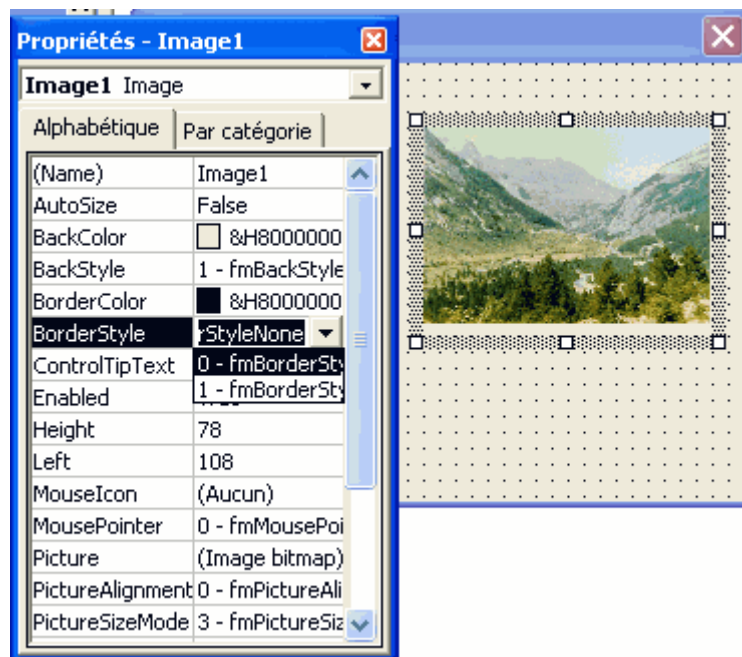 Propriétés - Image1
Image1 Image
Alphabétique Par catégorie
(Name) Image1
AutoSize False
BackColor &H8000000
BackStyle 1 - fmBackStyle
BorderColor &H8000000
BorderStyle rStyleNone
ControlTipText 0 - fmBorderSty
Enabled
1 - fmBorderSty
Height 78
Left 108
MouseIcon (Aucun)
MousePointer 0 - fmMousePoi
Picture (Image bitmap)
PictureAlignment 0 - fmPictureAli
PictureSizeMode 3 - fmPictureSiz